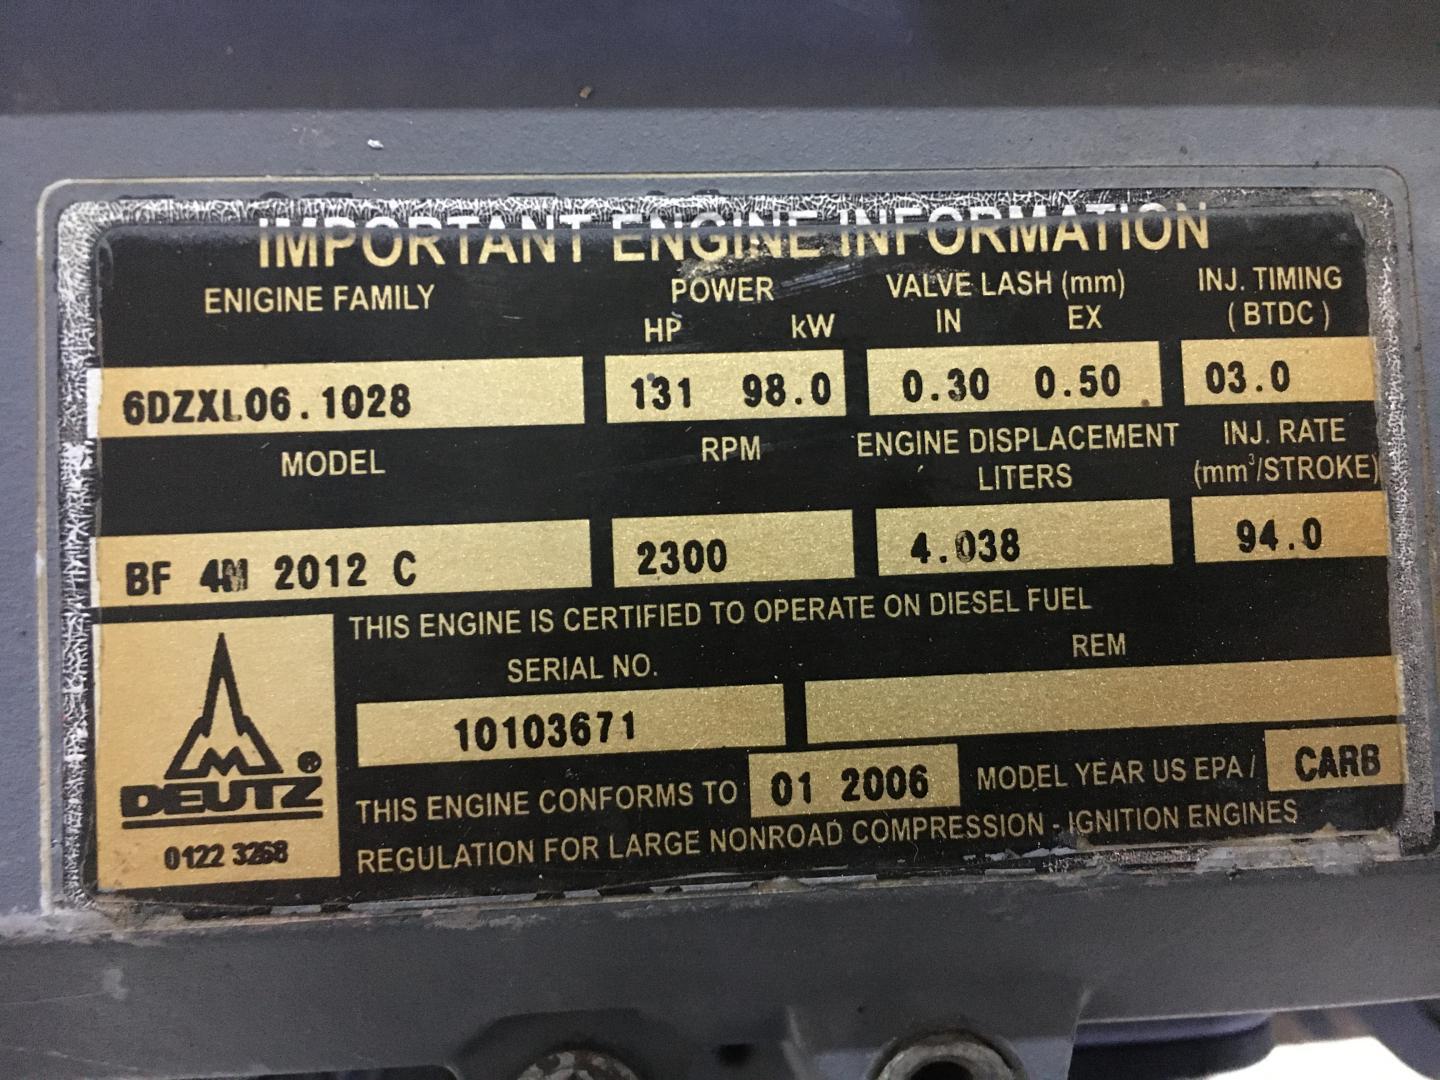 IMPORTANT ENGINE INFORMATION
ENIGINE FAMILY POWER VALVE LASH (mm) INJ. TIMING
HP kW IN EX ( BTDC )
6DZXL06.1028 131 98.0 0.30 0.50 03.0
MODEL RPM ENGINE DISPLACEMENT INJ. RATE
LITERS (mm³/STROKE)
BF 4M 2012 C 2300 4.038 94.0
THIS ENGINE IS CERTIFIED TO OPERATE ON DIESEL FUEL
SERIAL NO. REM
10103671
DEUTZ®
0122 3268
THIS ENGINE CONFORMS TO 01 2006 MODEL YEAR US EPA / CARB
REGULATION FOR LARGE NONROAD COMPRESSION - IGNITION ENGINES